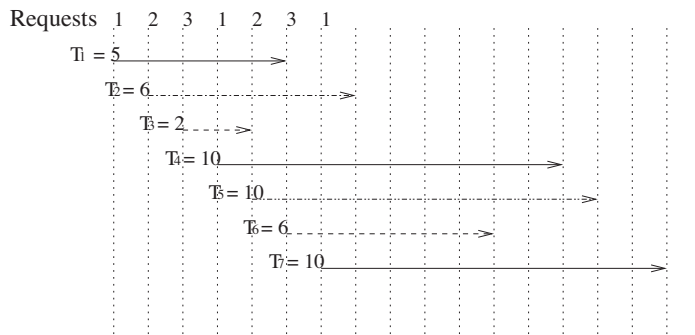 Requests 1 2 3 1 2 3 1
T1 = 5
T2 = 6
T3 = 2
T4 = 10
T5 = 10
T6 = 6
T7 = 10